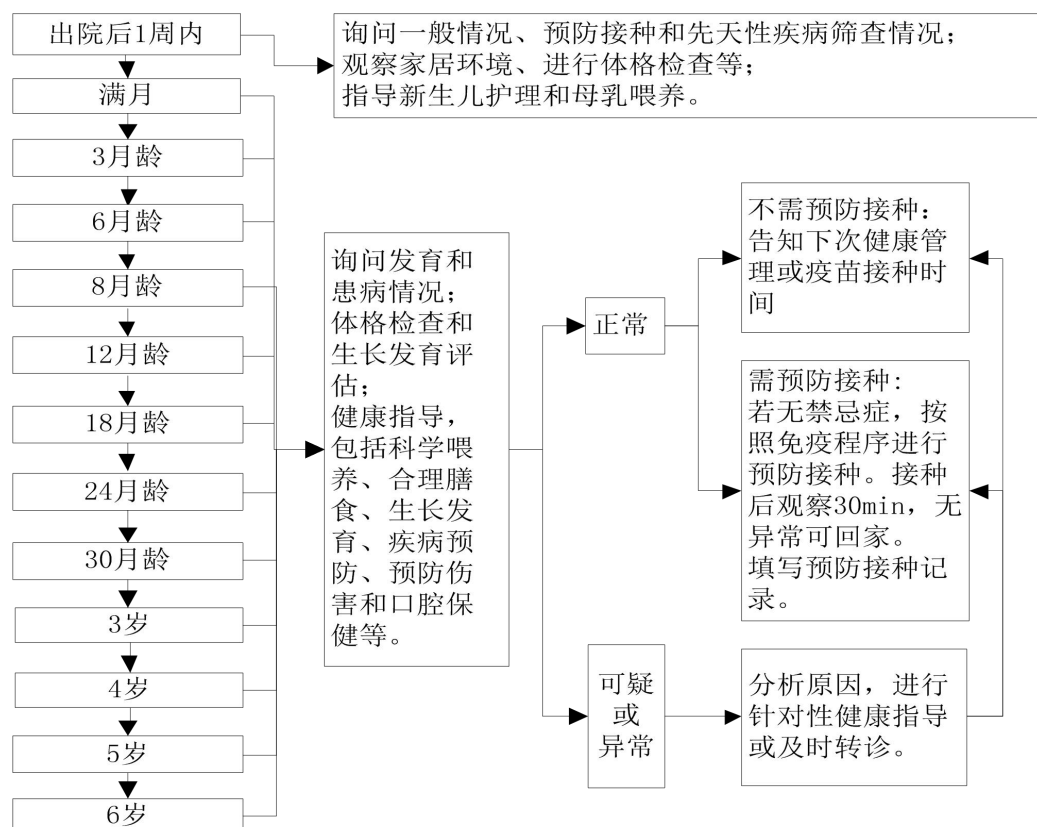 出院后1周内
询问一般情况、预防接种和先天性疾病筛查情况；
观察家居环境、进行体格检查等；
指导新生儿护理和母乳喂养。
满月
3月龄
6月龄
8月龄
12月龄
18月龄
24月龄
30月龄
3岁
4岁
5岁
6岁
询问发育和
患病情况；
体格检查和
生长发育评
估；
健康指导，
包括科学喂
养、合理膳
食、生长发
育、疾病预
防、预防伤
害和口腔保
健等。
正常
不需预防接种：
告知下次健康管
理或疫苗接种时
间
需预防接种：
若无禁忌症，按
照免疫程序进行
预防接种。接种
后观察30min，无
异常可回家。
填写预防接种记
录。
可疑
或
异常
分析原因，进行
针对性健康指导
或及时转诊。